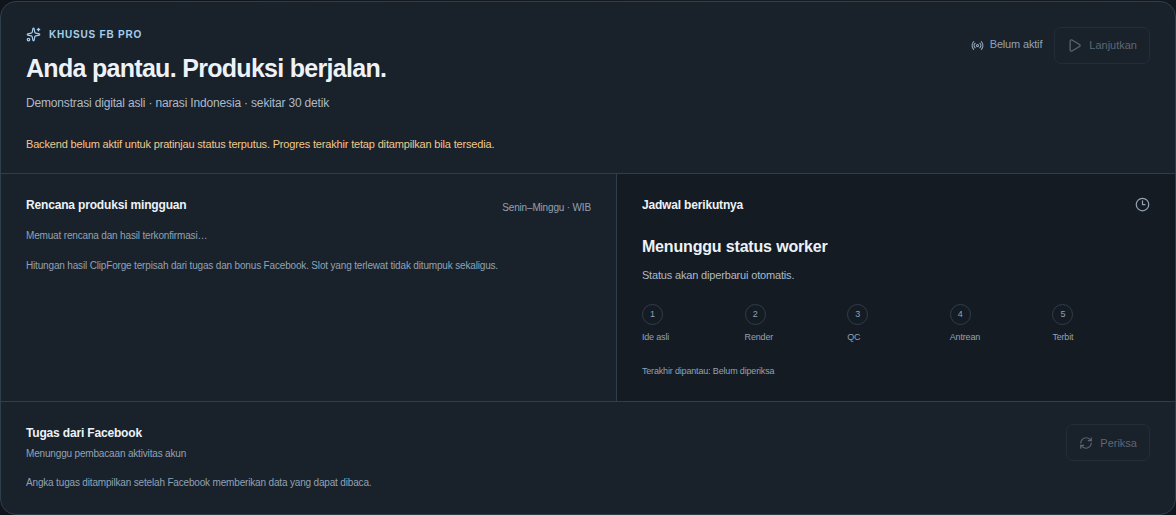 KHUSUS FB PRO
Anda pantau. Produksi berjalan.
Demonstrasi digital asli · narasi Indonesia · sekitar 30 detik
Belum aktif
Lanjutkan
Backend belum aktif untuk pratinjau status terputus. Progres terakhir tetap ditampilkan bila tersedia.
Rencana produksi mingguan
Senin–Minggu · WIB
Memuat rencana dan hasil terkonfirmasi…
Hitungan hasil ClipForge terpisah dari tugas dan bonus Facebook. Slot yang terlewat tidak ditumpuk sekaligus.
Jadwal berikutnya
Menunggu status worker
Status akan diperbarui otomatis.
1 2 3 4 5
Ide asli Render QC Antrean Terbit
Terakhir dipantau: Belum diperiksa
Tugas dari Facebook
Menunggu pembacaan aktivitas akun
Periksa
Angka tugas ditampilkan setelah Facebook memberikan data yang dapat dibaca.